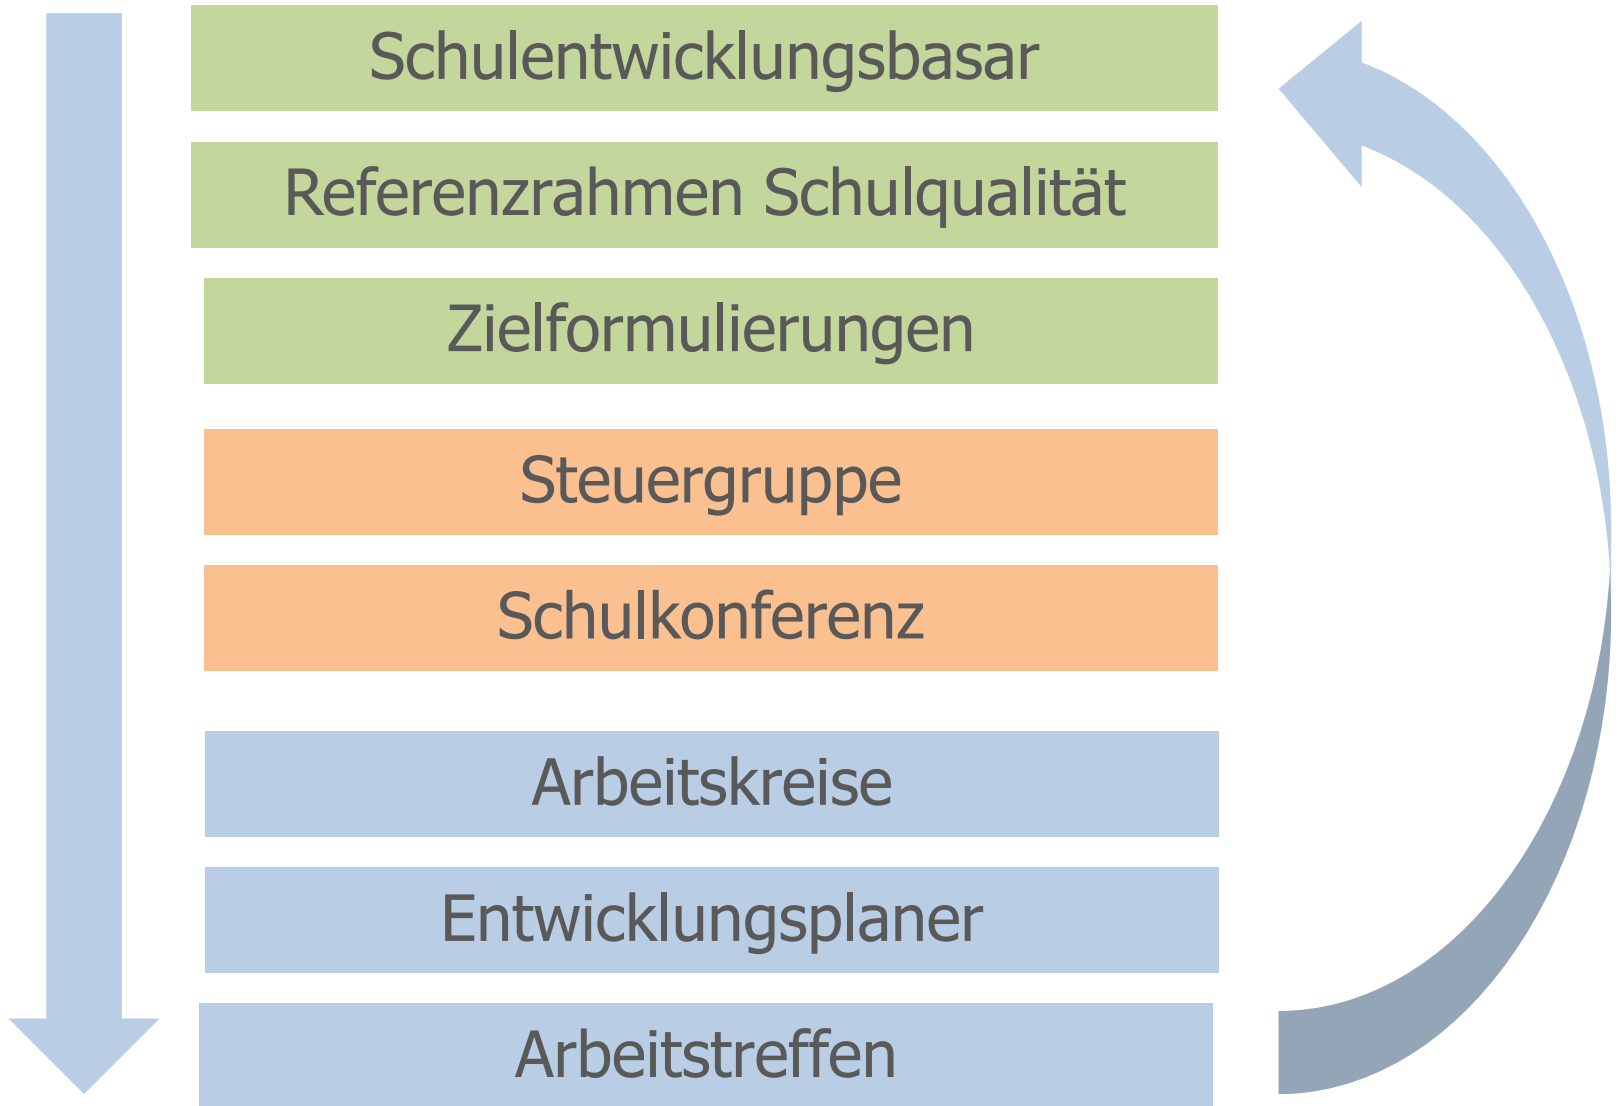 Schulentwicklungsbasar
Referenzrahmen Schulqualität
Zielformulierungen
Steuergruppe
Schulkonferenz
Arbeitskreise
Entwicklungsplaner
Arbeitstreffen